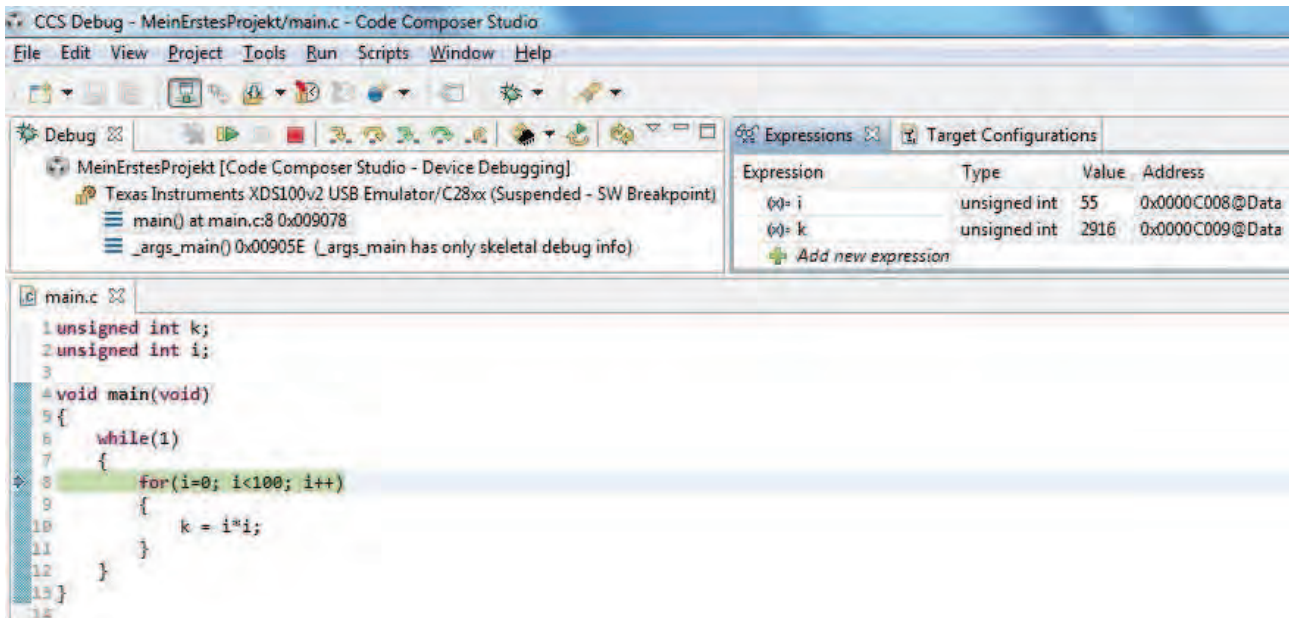 CCS Debug - MeinErstesProjekt/main.c - Code Composer Studio
File Edit View Project Tools Run Scripts Window Help
Debug
MeinErstesProjekt [Code Composer Studio - Device Debugging]
Texas Instruments XDS100v2 USB Emulator/C28xx (Suspended - SW Breakpoint)
main() at main.c:8 0x009078
_args_main() 0x00905E (_args_main has only skeletal debug info)
Expressions Target Configurations
Expression Type Value Address
(x)= i unsigned int 55 0x0000C008@Data
(x)= k unsigned int 2916 0x0000C009@Data
Add new expression
main.c
1 unsigned int k;
2 unsigned int i;
3
4 void main(void)
5 {
6 while(1)
7 {
8 for(i=0; i<100; i++)
9 {
10 k = i*i;
11 }
12 }
13 }
14